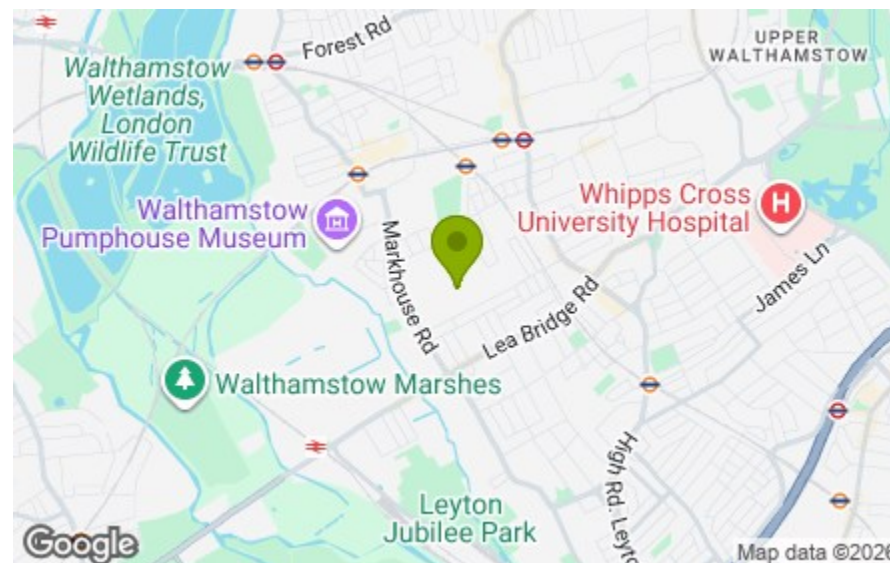 Forest Rd
UPPER
WALTHAMSTOW
Walthamstow
Wetlands,
London
Wildlife Trust
Walthamstow
Pumphouse Museum
Whipps Cross
University Hospital
H
Markhouse Rd
James Ln
Lea Bridge Rd
Walthamstow Marshes
High Rd. Leyto
Leyton
Jubilee Park
Google
Map data ©2026